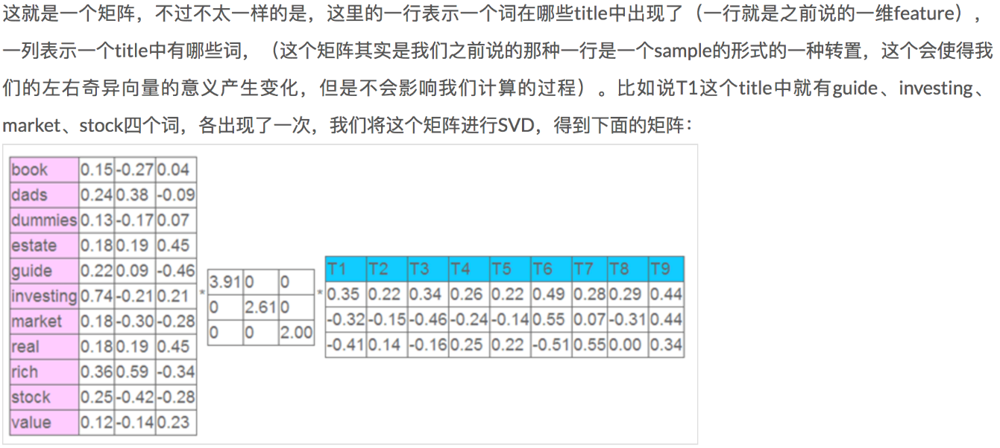 这就是一个矩阵，不过不太一样的是，这里的一行表示一个词在哪些title中出现了（一行就是之前说的一维feature），
一列表示一个title中有哪些词，（这个矩阵其实是我们之前说的那种一行是一个sample的形式的一种转置，这个会使得我
们的左右奇异向量的意义产生变化，但是不会影响我们计算的过程）。比如说T1这个title中就有guide、investing、
market、stock四个词，各出现了一次，我们将这个矩阵进行SVD，得到下面的矩阵：
book 0.15 -0.27 0.04
dads 0.24 0.38 -0.09
dummies 0.13 -0.17 0.07
estate 0.18 0.19 0.45
guide 0.22 0.09 -0.46
investing 0.74 -0.21 0.21
market 0.18 -0.30 -0.28
real 0.18 0.19 0.45
rich 0.36 0.59 -0.34
stock 0.25 -0.42 -0.28
value 0.12 -0.14 0.23
*
3.91 0 0
0 2.61 0
0 0 2.00
*
T1 T2 T3 T4 T5 T6 T7 T8 T9
0.35 0.22 0.34 0.26 0.22 0.49 0.28 0.29 0.44
-0.32 -0.15 -0.46 -0.24 -0.14 0.55 0.07 -0.31 0.44
-0.41 0.14 -0.16 0.25 0.22 -0.51 0.55 0.00 0.34